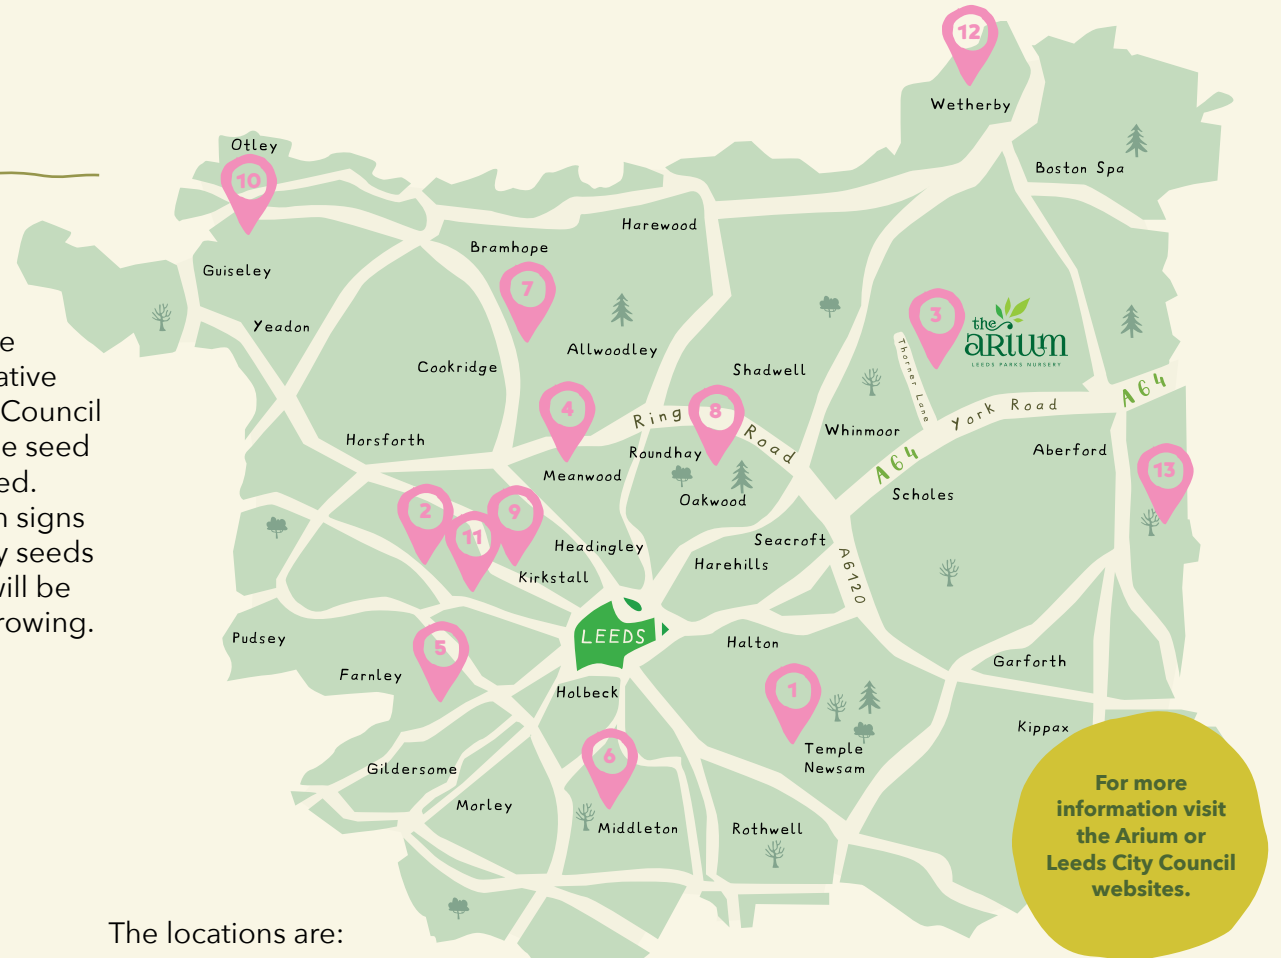 12
Wetherby
Otley
10
Boston Spa
Harewood
Bramhope
Guiseley
7
3
the
ARIUM
LEEDS PARKS NURSERY
Yeadon
Allwoodley
Thorner Lane
Cookridge
Shadwell
A64
4
Ring
8
Road
York Road
Horsforth
Whinmoor
Roundhay
A64
Aberford
Meanwood
13
Oakwood
Scholes
2
9
11
Headingley
Seacroft
Harehills
A6120
Kirkstall
LEEDS
Pudsey
Halton
5
Garforth
Farnley
Holbeck
1
Kippax
6
Temple
Newsam
Gildersome
Morley
Middleton
Rothwell
e
ative
Council
e seed
ed.
n signs
y seeds
will be
rowing.
For more
information visit
the Arium or
Leeds City Council
websites.
The locations are: